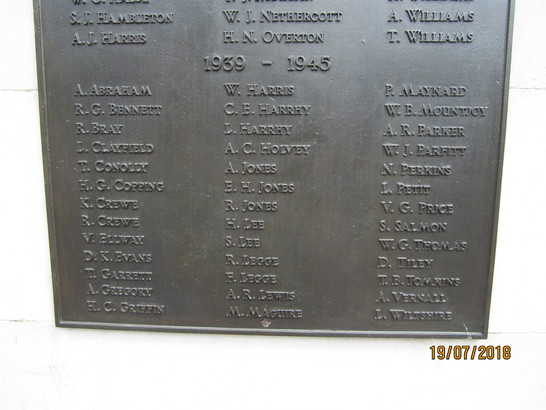 S. J. HAMBLETON
A. J. HARRIS
W. J. NETHERCOTT
H. N. OVERTON
A. WILLIAMS
T. WILLIAMS
1939 - 1945
A. ABRAHAM
R. G. BENNETT
R. BRAY
L. CLAYFIELD
T. CONOLLY
H. G. COPPING
K. CREWE
R. CREWE
V. ELLWAY
D. K. EVANS
T. GARRETT
A. GREGORY
H. C. GRIFFIN
W. HARRIS
C. E. HARRHY
L. HARRHY
A. C. HOLVEY
A. JONES
E. H. JONES
R. JONES
H. LEE
S. LEE
R. LEGGE
F. LEGGE
A. R. LEWIS
M. MAGUIRE
P. MAYNARD
W. B. MOUNTJOY
A. R. PARKER
W. J. PARFITT
N. PERKINS
L. PETIT
V. G. PRICE
S. SALMON
W. G. THOMAS
D. TILEY
T. B. TOMKINS
A. VERNALL
L. WILTSHIRE
19/07/2018